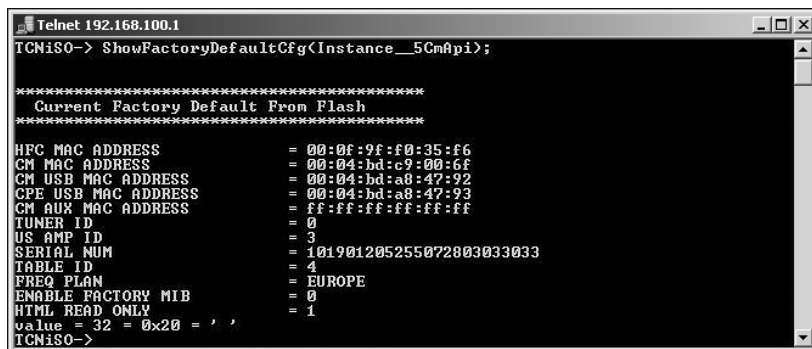 Telnet 192.168.100.1
TCNiSO-> ShowFactoryDefaultCfg(Instance__5CmApi);
******************************************
Current Factory Default From Flash
******************************************
HFC MAC ADDRESS = 00:0f:9f:f0:35:f6
CM MAC ADDRESS = 00:04:bd:c9:00:6f
CM USB MAC ADDRESS = 00:04:bd:a8:47:92
CPE USB MAC ADDRESS = 00:04:bd:a8:47:93
CM AUX MAC ADDRESS = ff:ff:ff:ff:ff:ff
TUNER ID = 0
US AMP ID = 3
SERIAL NUM = 101901205255072803033033
TABLE ID = 4
FREQ PLAN = EUROPE
ENABLE FACTORY MIB = 0
HTML READ ONLY = 1
value = 32 = 0x20 = ' '
TCNiSO->